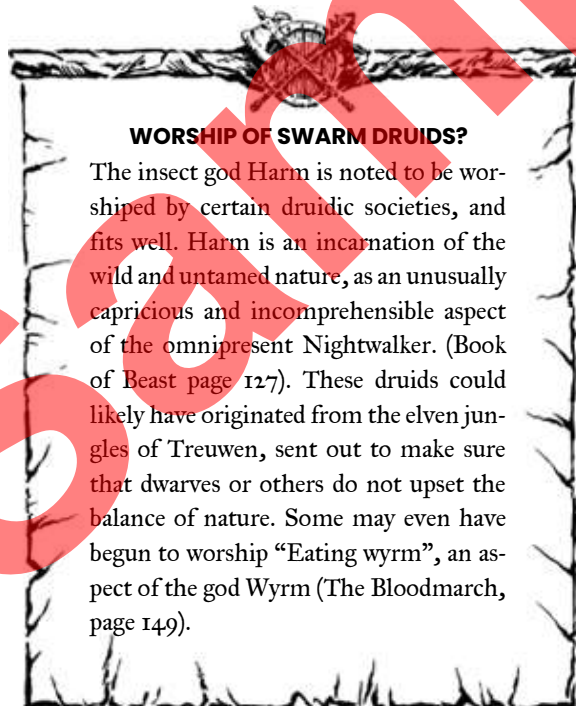 WORSHIP OF SWARM DRUIDS?
The insect god Harm is noted to be wor-
shiped by certain druidic societies, and
fits well. Harm is an incarnation of the
wild and untamed nature, as an unusually
capricious and incomprehensible aspect
of the omnipresent Nightwalker. (Book
of Beast page 127). These druids could
likely have originated from the elven jun-
gles of Treuwen, sent out to make sure
that dwarves or others do not upset the
balance of nature. Some may even have
begun to worship “Eating wyrm”, an as-
pect of the god Wyrm (The Bloodmarch,
page 149).